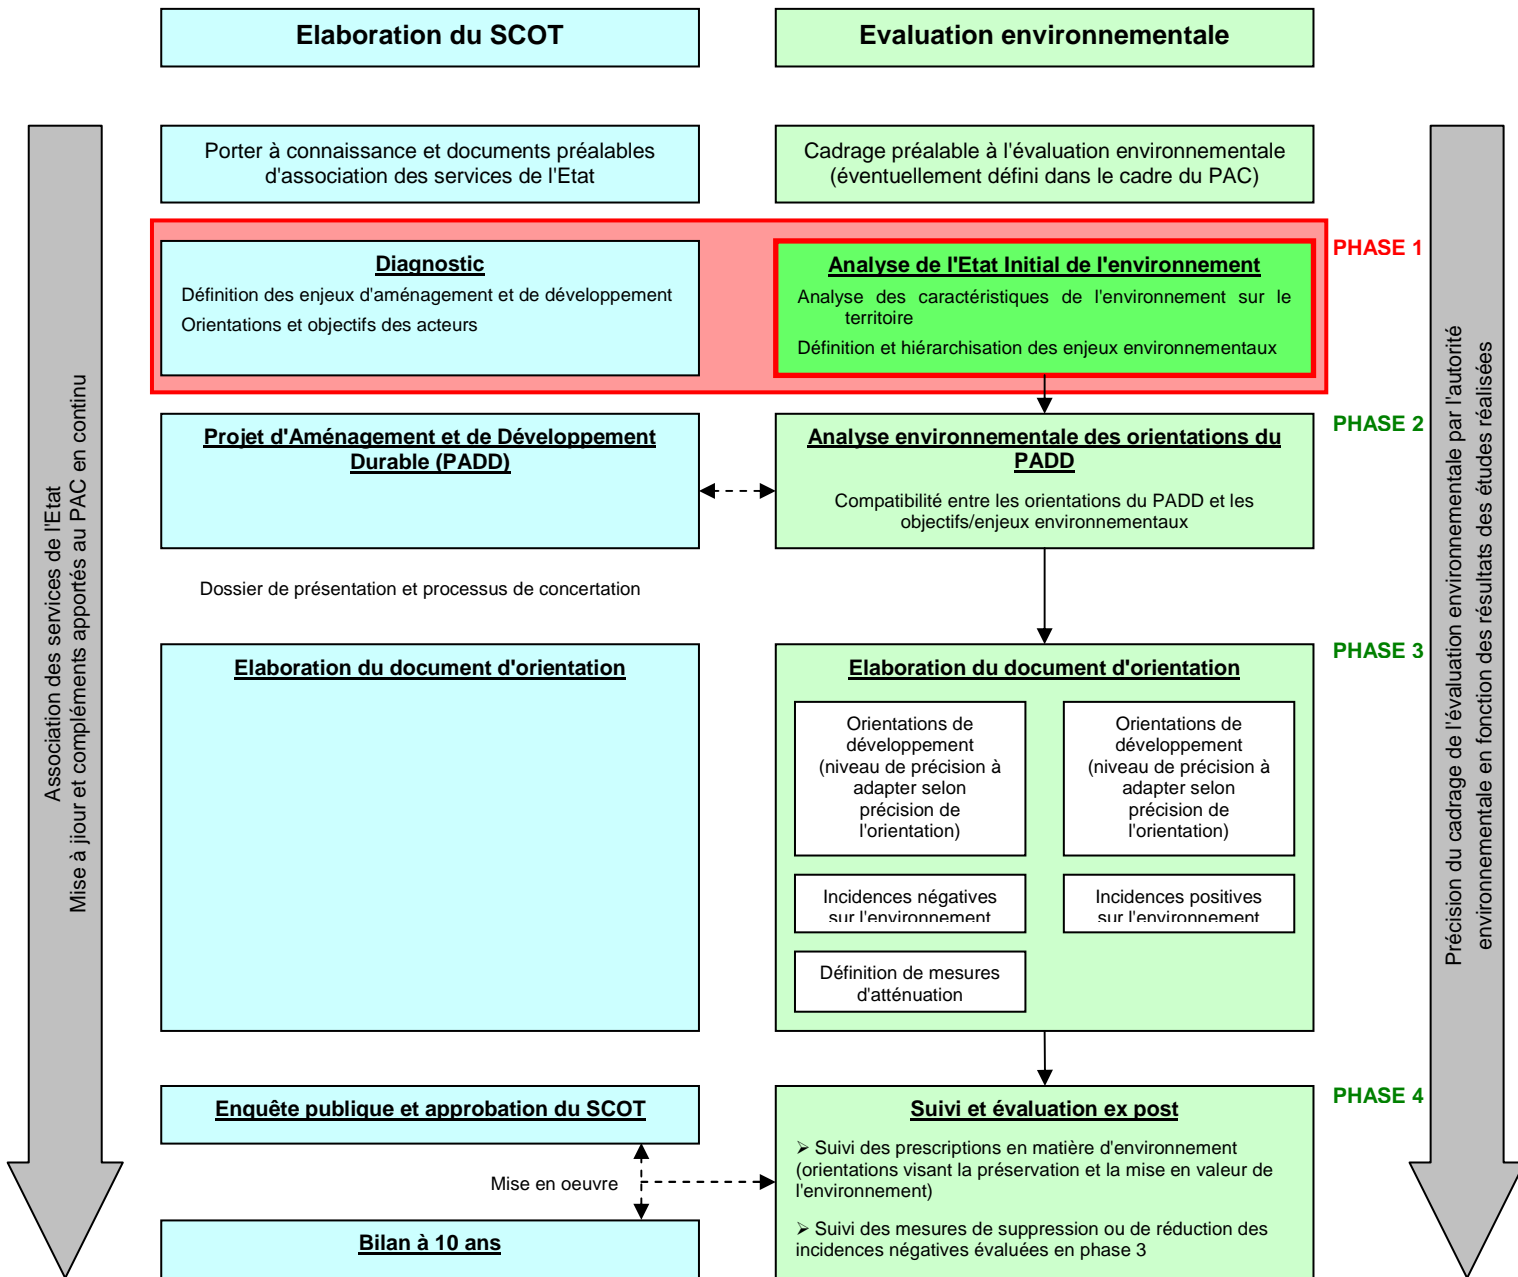 Elaboration du SCOT
Evaluation environnementale
Porter à connaissance et documents préalables
d'association des services de l'Etat
Cadrage préalable à l'évaluation environnementale
(éventuellement défini dans le cadre du PAC)
PHASE 1
Diagnostic
Définition des enjeux d'aménagement et de développement
Orientations et objectifs des acteurs
Analyse de l'Etat Initial de l'environnement
Analyse des caractéristiques de l'environnement sur le
territoire
Définition et hiérarchisation des enjeux environnementaux
PHASE 2
Projet d'Aménagement et de Développement
Durable (PADD)
Analyse environnementale des orientations du
PADD
Compatibilité entre les orientations du PADD et les
objectifs/enjeux environnementaux
Dossier de présentation et processus de concertation
PHASE 3
Elaboration du document d'orientation
Elaboration du document d'orientation
Orientations de
développement
(niveau de précision à
adapter selon
précision de
l'orientation)
Orientations de
développement
(niveau de précision à
adapter selon
précision de
l'orientation)
Incidences négatives
sur l'environnement
Incidences positives
sur l'environnement
Définition de mesures
d'atténuation
PHASE 4
Enquête publique et approbation du SCOT
Mise en oeuvre
Bilan à 10 ans
Suivi et évaluation ex post
➢ Suivi des prescriptions en matière d'environnement
(orientations visant la préservation et la mise en valeur de
l'environnement)
➢ Suivi des mesures de suppression ou de réduction des
incidences négatives évaluées en phase 3
Association des services de l'Etat
Mise à jiour et compléments apportés au PAC en continu
Précision du cadrage de l'évaluation environnementale par l'autorité
environnementale en fonction des résultats des études réalisées